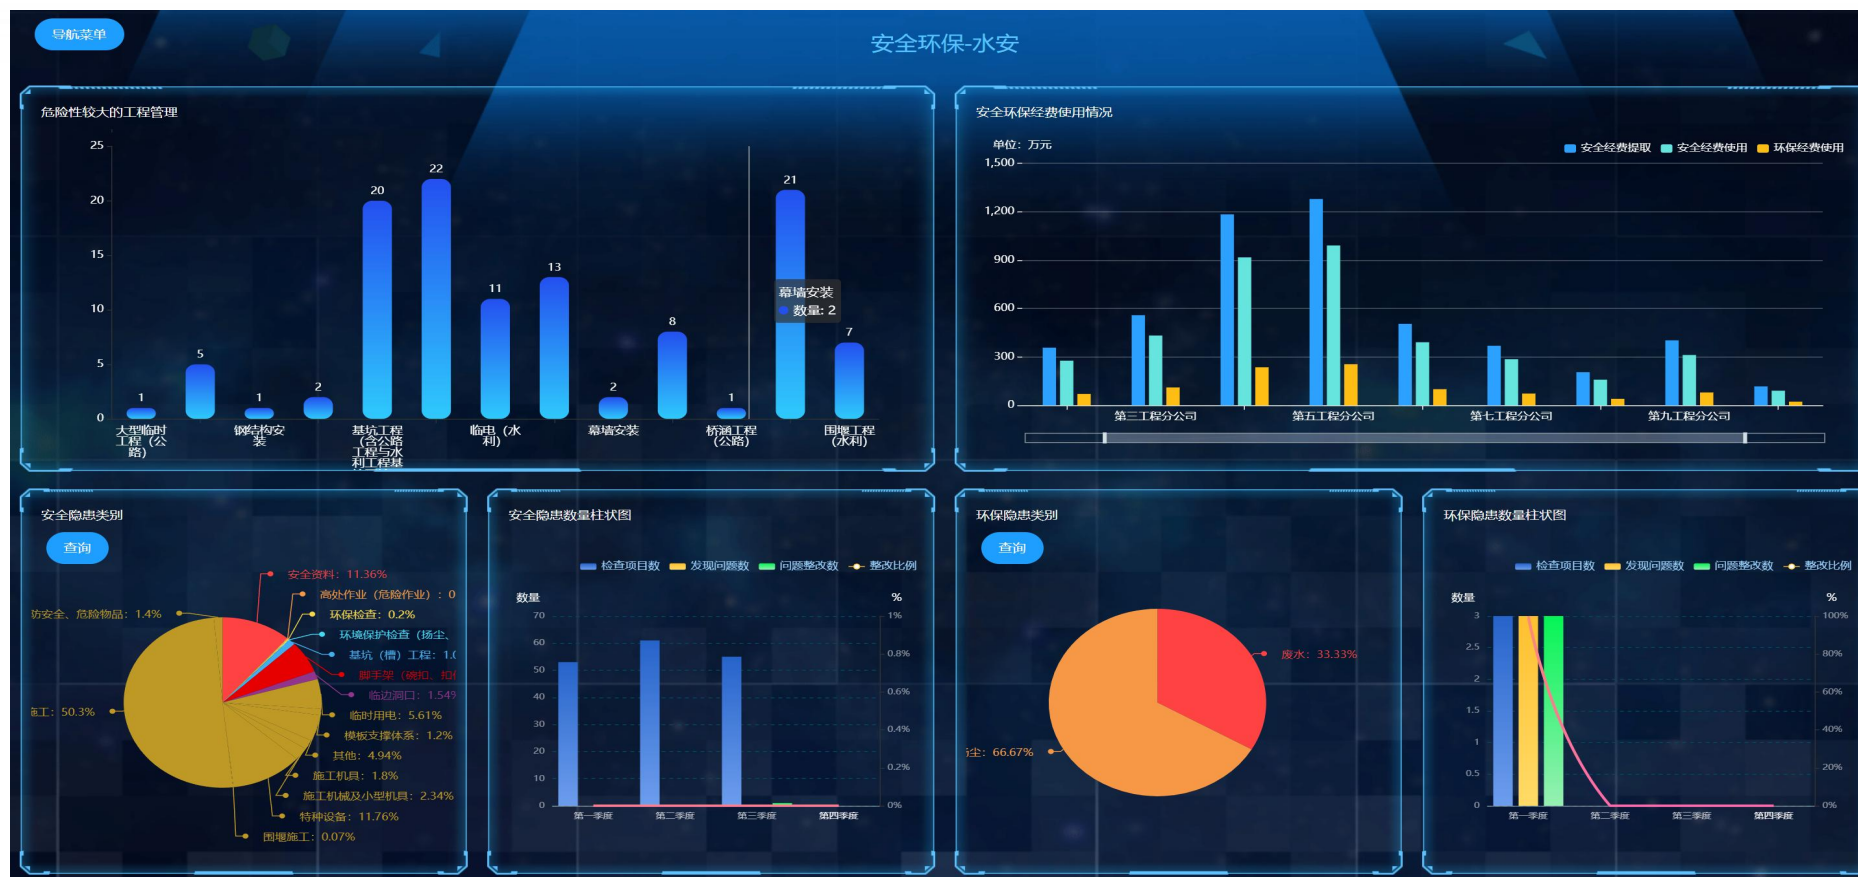 导航菜单
安全环保-水安
危险性较大的工程管理
25
20
15
10
5
0
1
5
1
2
20
22
11
13
2
8
1
21
7
幕墙安装
数量: 2
大型临时
工程（公
路）
钢结构安
装
基坑工程
（含公路
工程与水
利工程基
临电（水
利）
幕墙安装
桥涵工程
（公路）
围堰工程
（水利）
安全环保经费使用情况
单位：万元
安全经费提取
安全经费使用
环保经费使用
1,500
1,200
900
600
300
0
第三工程分公司
第五工程分公司
第七工程分公司
第九工程分公司
安全隐患类别
查询
安全资料：11.36%
高处作业（危险作业）：0
环保检查：0.2%
环境保护检查（扬尘、
基坑（槽）工程：1.0
脚手架（碗扣、扣件
临边洞口：1.54%
临时用电：5.61%
模板支撑体系：1.2%
其他：4.94%
施工机具：1.8%
施工机械及小型机具：2.34%
特种设备：11.76%
围堰施工：0.07%
施工：50.3%
防安全、危险物品：1.4%
安全隐患数量柱状图
检查项目数
发现问题数
问题整改数
整改比例
数量
%
70
60
50
40
30
20
10
0
1%
0.8%
0.6%
0.4%
0.2%
0%
第一季度
第二季度
第三季度
第四季度
环保隐患类别
查询
废水：33.33%
尘：66.67%
环保隐患数量柱状图
检查项目数
发现问题数
问题整改数
整改比例
数量
%
3
2.5
2
1.5
1
0.5
0
100%
80%
60%
40%
20%
0%
第一季度
第二季度
第三季度
第四季度